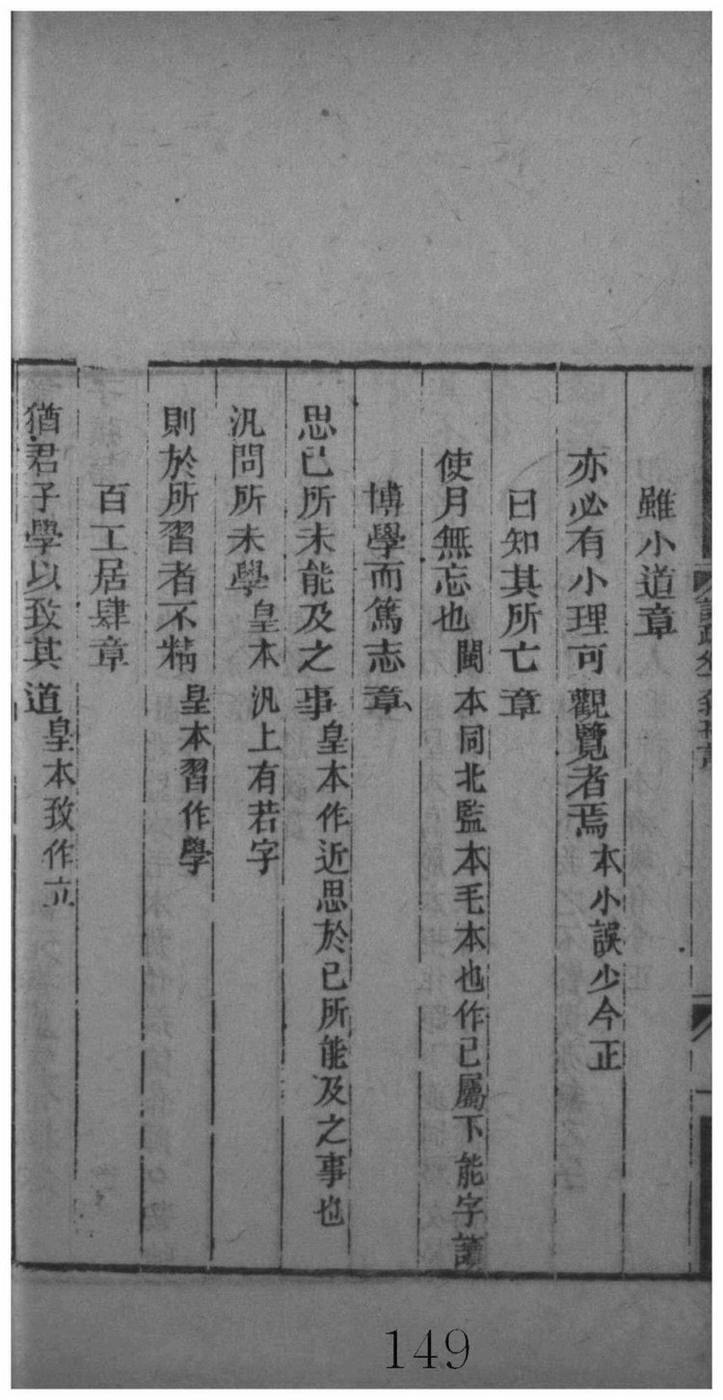 雖小道章
亦必有小理可觀覽者焉本小誤少今正
日知其所亡章
使月無忘也閩本同北監本毛本也作已屬下能字讀
博學而篤志章
思已所未能及之事皇本作近思於已所能及之事也
汎問所未學皇本汎上有若字
則於所習者不精皇本習作學
百工居肆章
猶君子學以致其道皇本致作立
149